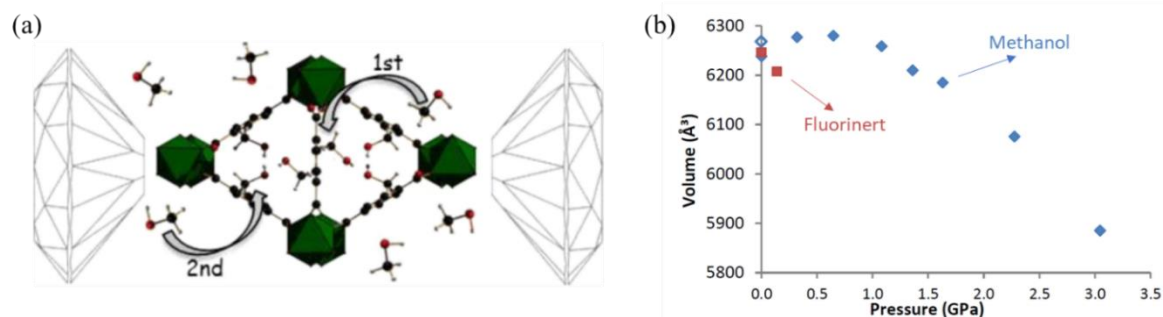 (a)
1st
2nd
(b)
Volume (Å³)
6300
6200
6100
6000
5900
5800
Methanol
Fluorinert
0.0 0.5 1.0 1.5 2.0 2.5 3.0 3.5
Pressure (GPa)